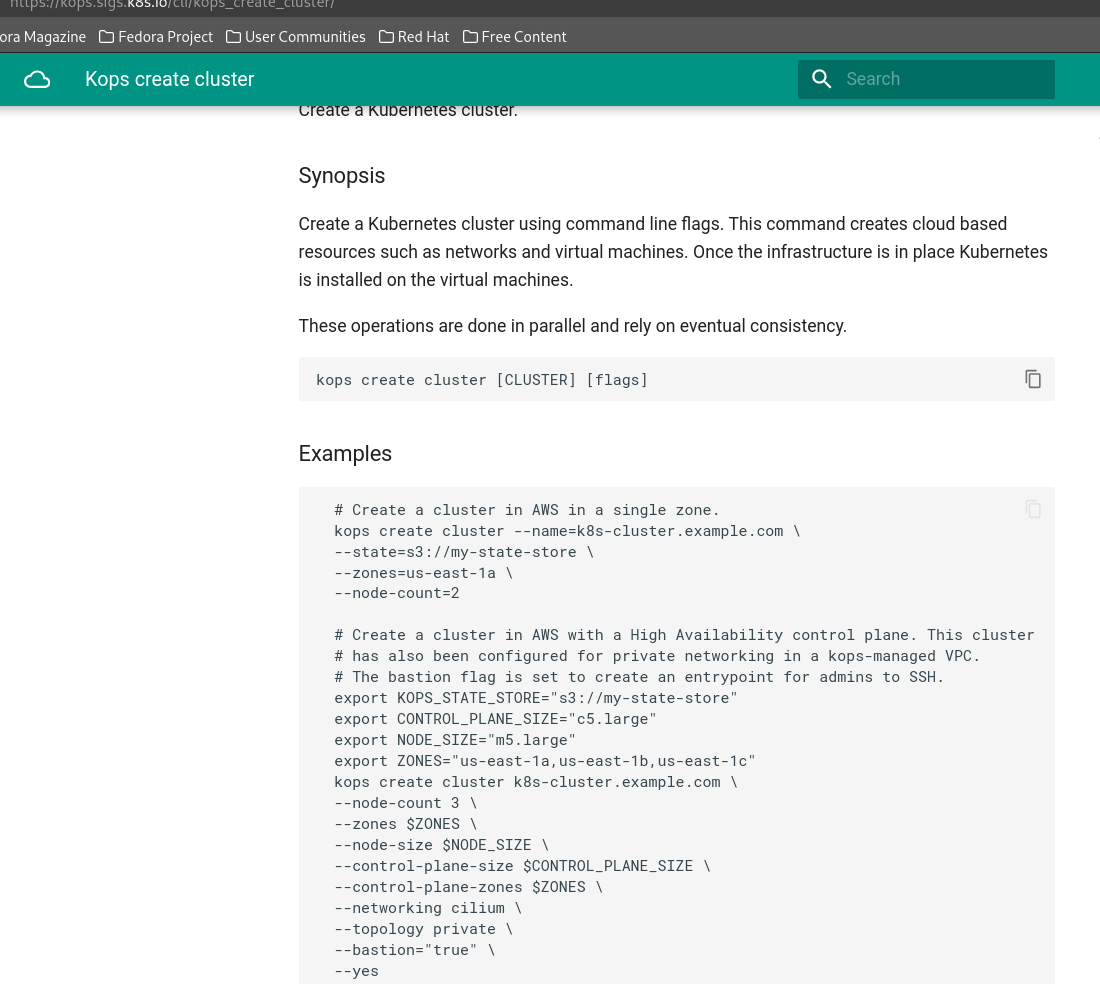 https://kops.sigs.k8s.io/cli/kops_create_cluster/
ora Magazine Fedora Project User Communities Red Hat Free Content
Kops create cluster Search
Create a Kubernetes cluster.
Synopsis
Create a Kubernetes cluster using command line flags. This command creates cloud based
resources such as networks and virtual machines. Once the infrastructure is in place Kubernetes
is installed on the virtual machines.
These operations are done in parallel and rely on eventual consistency.
kops create cluster [CLUSTER] [flags]
Examples
# Create a cluster in AWS in a single zone.
kops create cluster --name=k8s-cluster.example.com \
--state=s3://my-state-store \
--zones=us-east-1a \
--node-count=2
# Create a cluster in AWS with a High Availability control plane. This cluster
# has also been configured for private networking in a kops-managed VPC.
# The bastion flag is set to create an entrypoint for admins to SSH.
export KOPS_STATE_STORE="s3://my-state-store"
export CONTROL_PLANE_SIZE="c5.large"
export NODE_SIZE="m5.large"
export ZONES="us-east-1a,us-east-1b,us-east-1c"
kops create cluster k8s-cluster.example.com \
--node-count 3 \
--zones $ZONES \
--node-size $NODE_SIZE \
--control-plane-size $CONTROL_PLANE_SIZE \
--control-plane-zones $ZONES \
--networking cilium \
--topology private \
--bastion="true" \
--yes